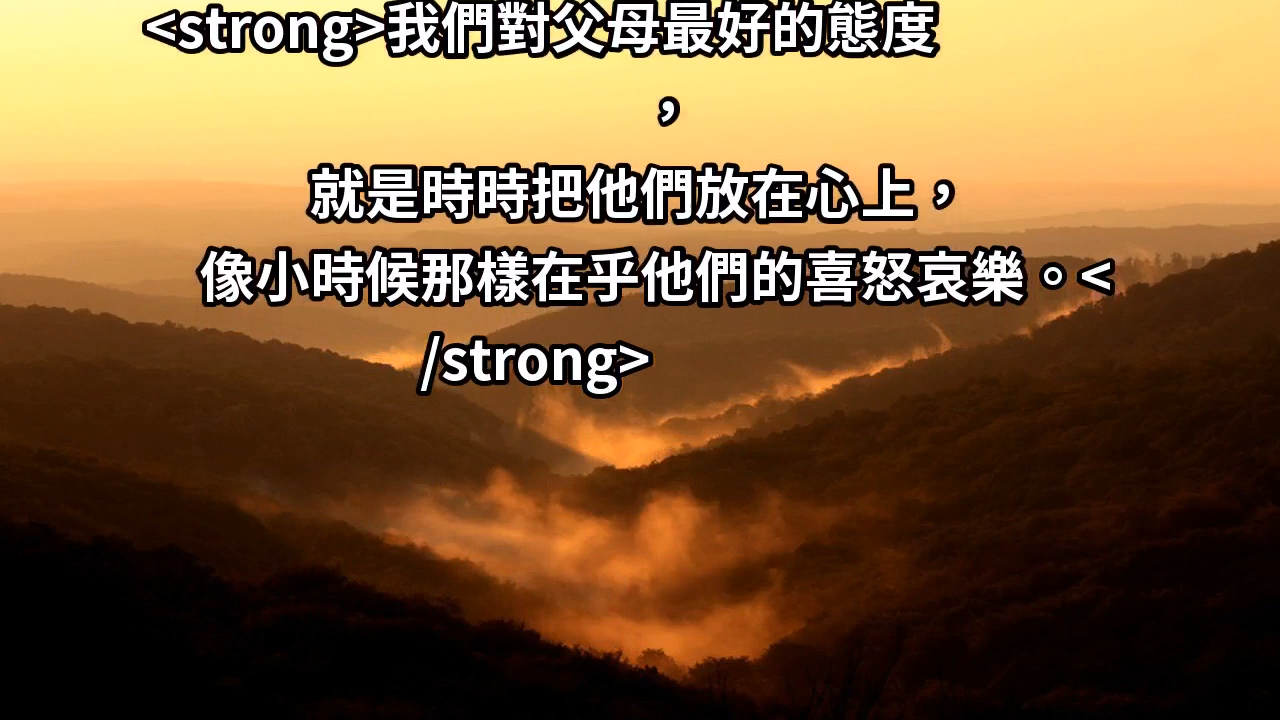 <strong>我們對父母最好的態度
，
就是時時把他們放在心上，
像小時候那樣在乎他們的喜怒哀樂。<
/strong>